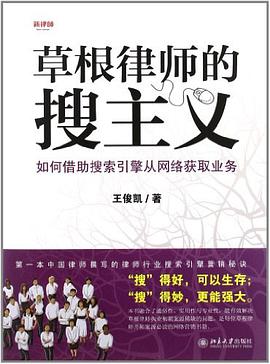 新律師
草根律师的
搜主义
如何借助搜索引擎从网络获取业务
王俊凯／著
第一本中国律师撰写的律师行业搜索引擎营销秘诀
“搜”得好，可以生存；
“搜”得妙，更能强大。
北京大学出版社